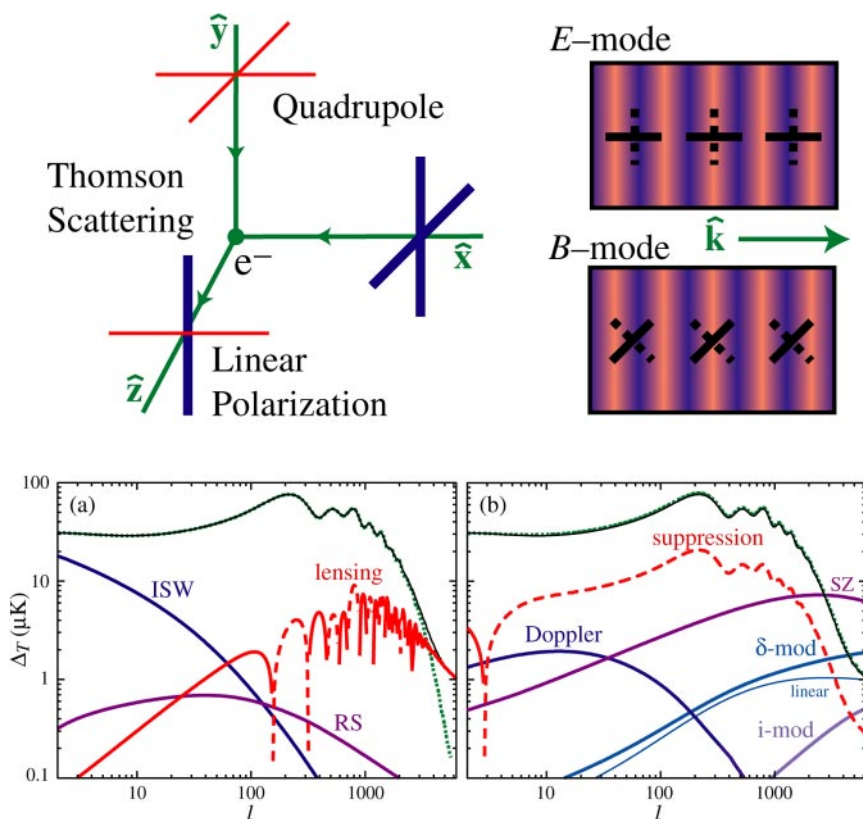 ŷ
Quadrupole
Thomson
Scattering
e–
x̂
Linear
Polarization
ẑ
E–mode
k̂
B–mode
100
(a)
ISW
lensing
10
ΔT (μK)
1
RS
0.1
10
100
1000
l
(b)
suppression
SZ
Doppler
δ-mod
linear
i-mod
10
100
1000
l